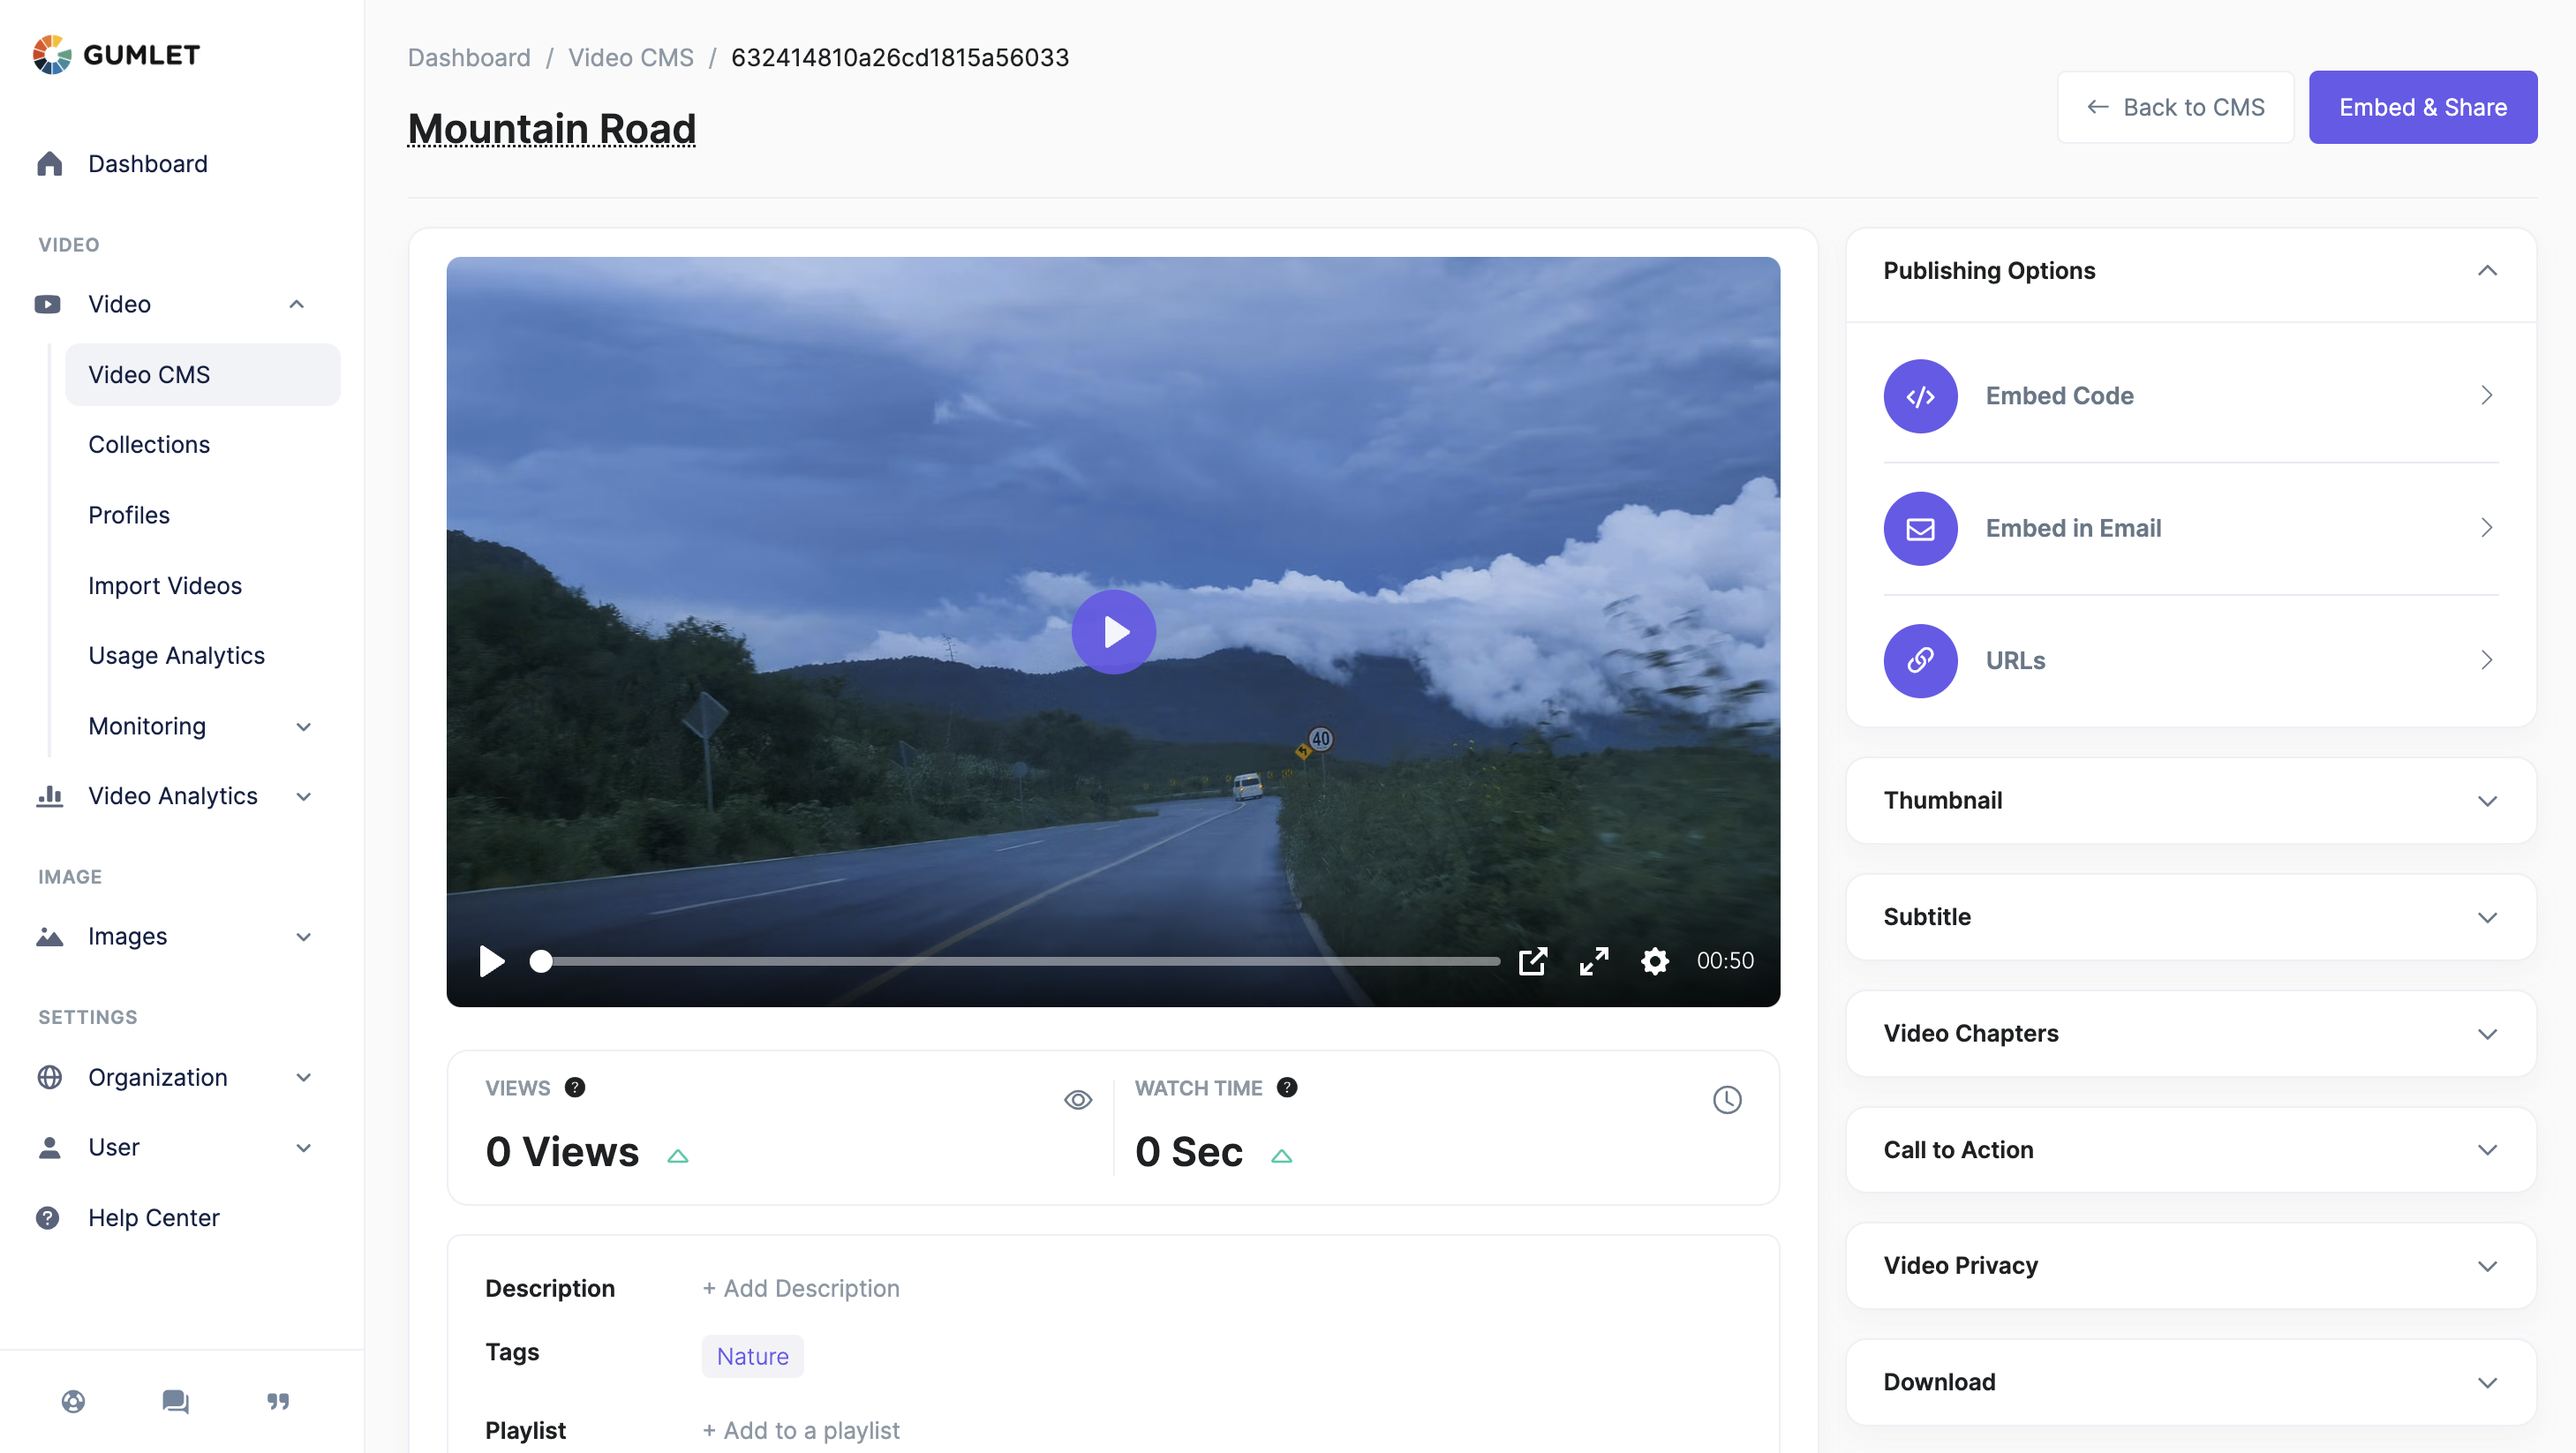 GUMLET
Dashboard
VIDEO
Video
Video CMS
Collections
Profiles
Import Videos
Usage Analytics
Monitoring
Video Analytics
IMAGE
Images
SETTINGS
Organization
User
Help Center
Dashboard / Video CMS / 632414810a26cd1815a56033
Mountain Road
← Back to CMS
Embed & Share
40
00:50
VIEWS ?
0 Views
WATCH TIME ?
0 Sec
Description + Add Description
Tags Nature
Playlist + Add to a playlist
Publishing Options
Embed Code
Embed in Email
URLs
Thumbnail
Subtitle
Video Chapters
Call to Action
Video Privacy
Download